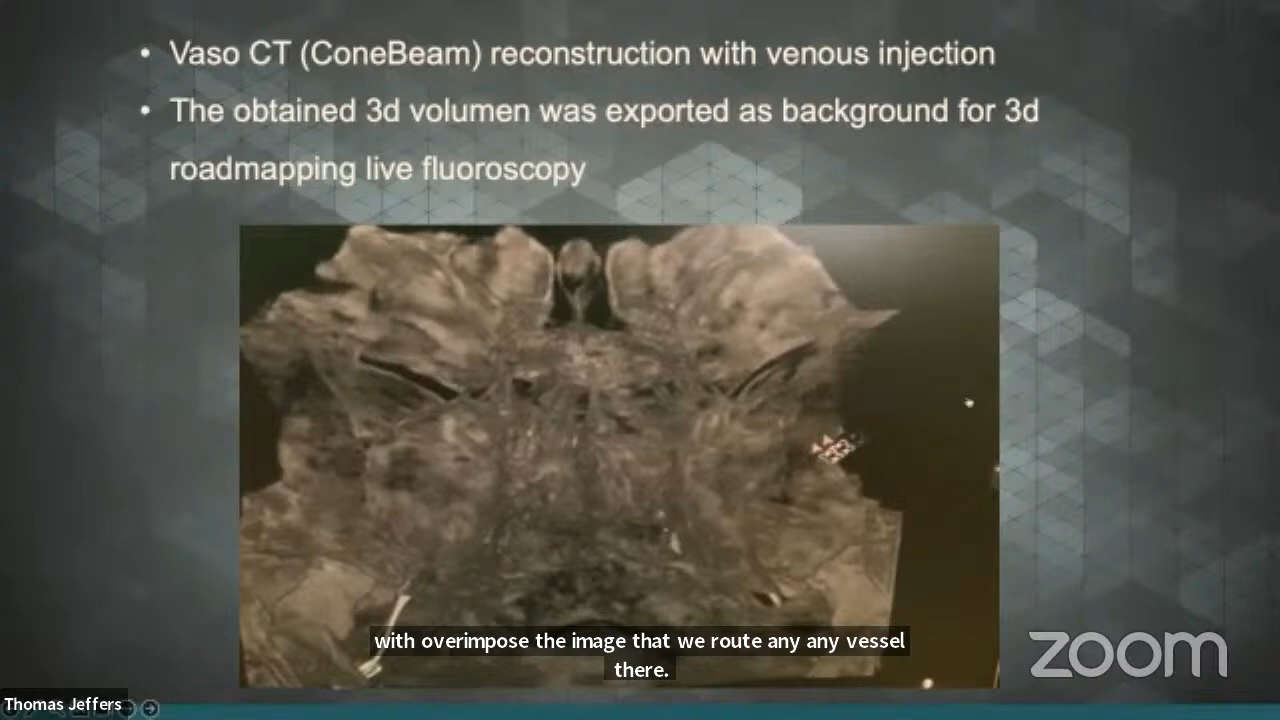 • Vaso CT (ConeBeam) reconstruction with venous injection
• The obtained 3d volumen was exported as background for 3d
roadmapping live fluoroscopy
with overimpose the image that we route any any vessel
there.
zoom
Thomas Jeffers